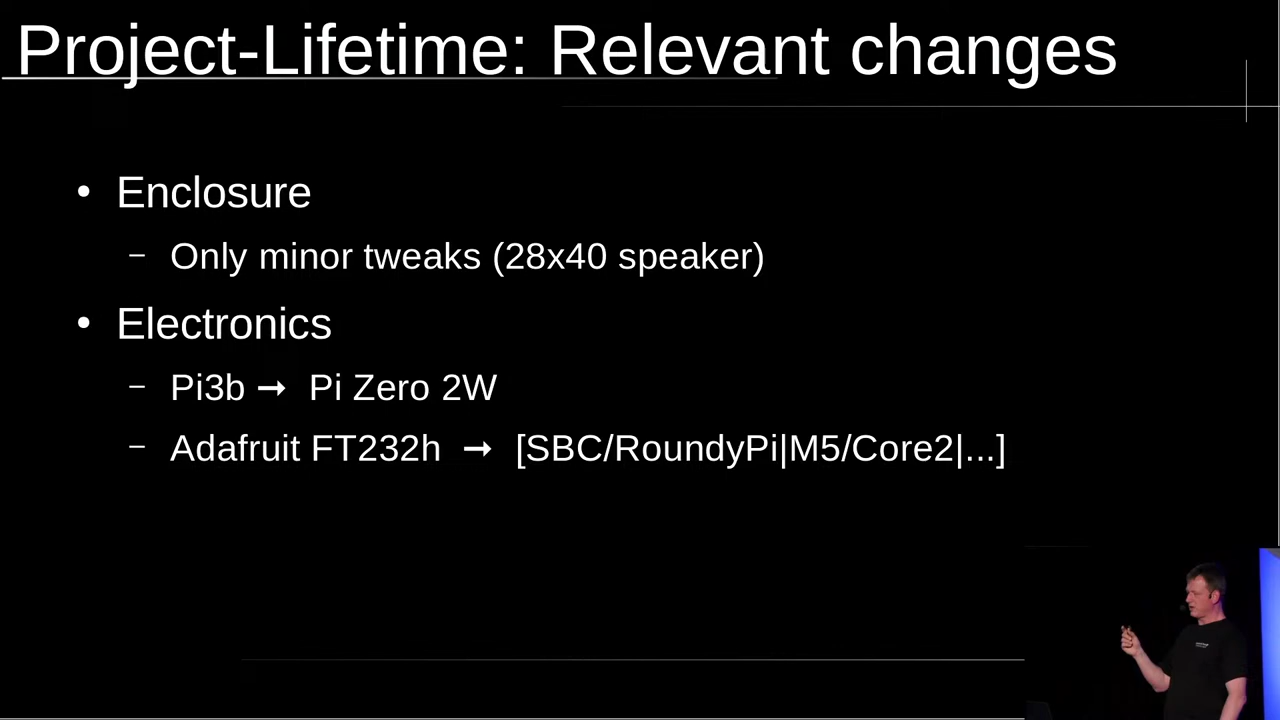 Project-Lifetime: Relevant changes
• Enclosure
– Only minor tweaks (28x40 speaker)
• Electronics
– Pi3b ➞ Pi Zero 2W
– Adafruit FT232h ➞ [SBC/RoundyPi|M5/Core2|...]